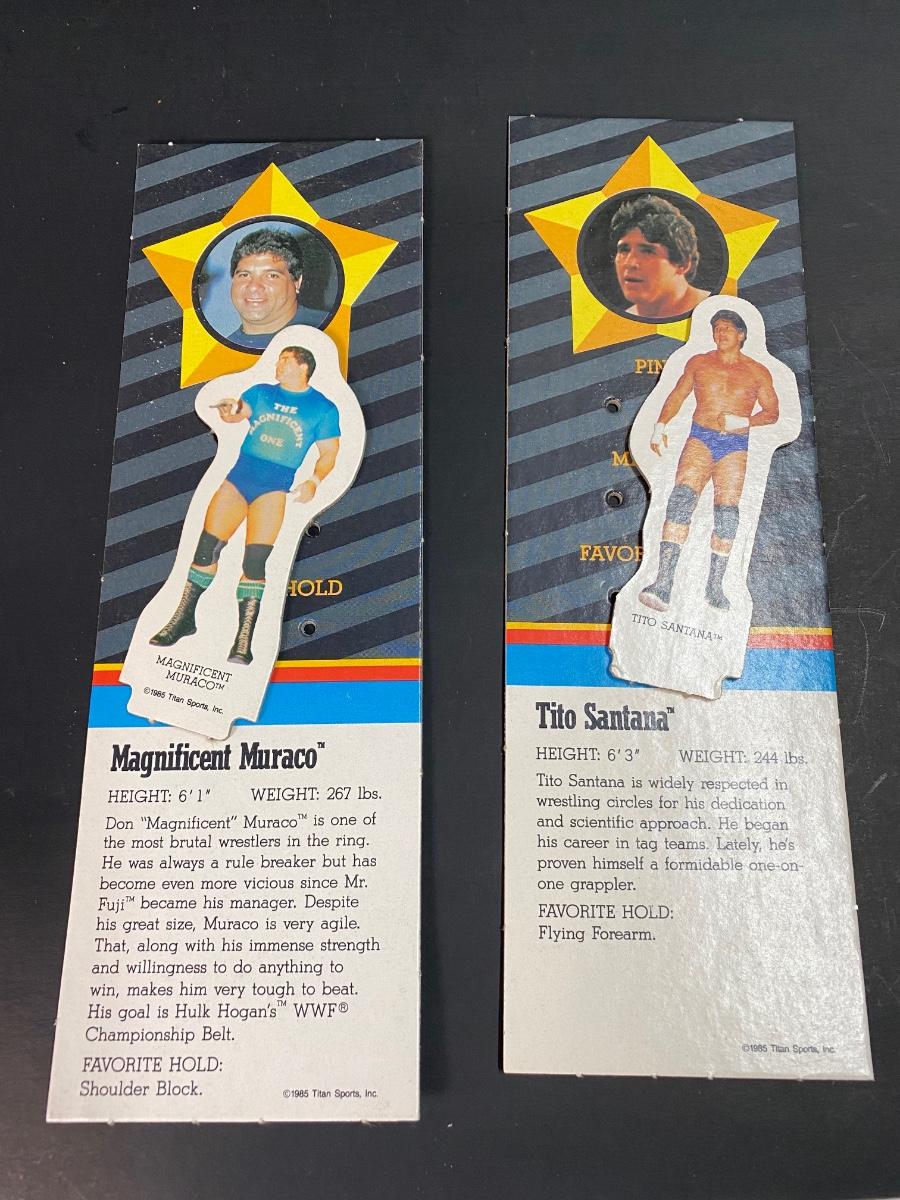 THE
MAGNIFICENT
ONE
HOLD
MAGNIFICENT
MURACO™
©1985 Titan Sports, Inc.
Magnificent Muraco™
HEIGHT: 6' 1" WEIGHT: 267 lbs.
Don "Magnificent" Muraco™ is one of
the most brutal wrestlers in the ring.
He was always a rule breaker but has
become even more vicious since Mr.
Fuji™ became his manager. Despite
his great size, Muraco is very agile.
That, along with his immense strength
and willingness to do anything to
win, makes him very tough to beat.
His goal is Hulk Hogan's™ WWF®
Championship Belt.
FAVORITE HOLD:
Shoulder Block.
©1985 Titan Sports, Inc.
PIN
FAVOR
TITO SANTANA™
Tito Santana™
HEIGHT: 6' 3" WEIGHT: 244 lbs.
Tito Santana is widely respected in
wrestling circles for his dedication
and scientific approach. He began
his career in tag teams. Lately, he's
proven himself a formidable one-on-
one grappler.
FAVORITE HOLD:
Flying Forearm.
©1985 Titan Sports, Inc.